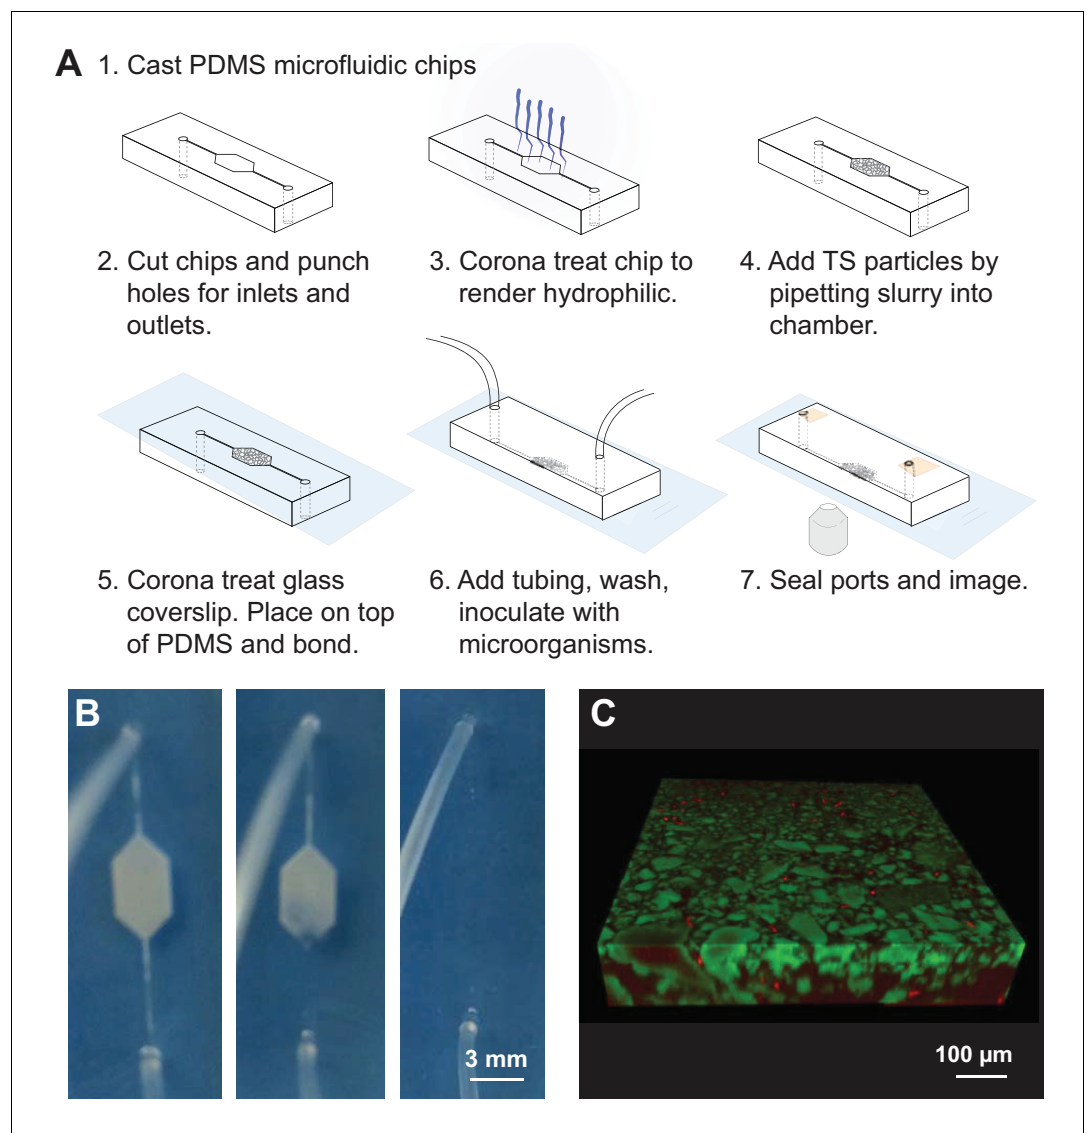 A 1. Cast PDMS microfluidic chips
2. Cut chips and punch
holes for inlets and
outlets.
3. Corona treat chip to
render hydrophilic.
4. Add TS particles by
pipetting slurry into
chamber.
5. Corona treat glass
coverslip. Place on top
of PDMS and bond.
6. Add tubing, wash,
inoculate with
microorganisms.
7. Seal ports and image.
B
3 mm
C
100 µm